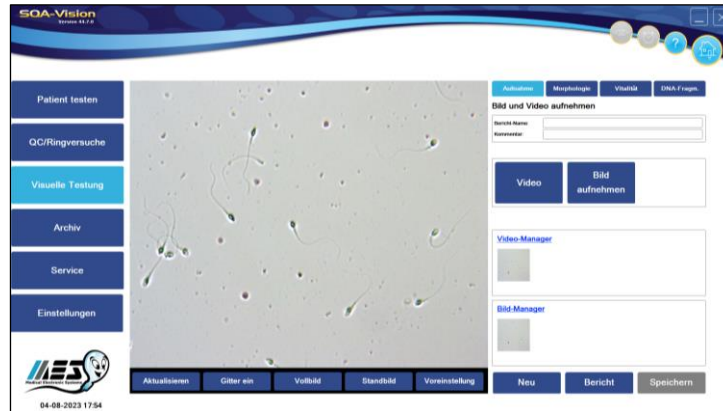 SQA-Vision
Version 44.7.0
?
Patient testen
QC/Ringversuche
Visuelle Testung
Archiv
Service
Einstellungen
MES
Medical Electronic Systems
04-08-2023 17:54
Aktualisieren
Gitter ein
Vollbild
Standbild
Voreinstellung
Aufnahme
Morphologie
Vitalität
DNA-Fragm.
Bild und Video aufnehmen
Bericht-Name:
Kommentar:
Video
Bild
aufnehmen
Video-Manager
Bild-Manager
Neu
Bericht
Speichern